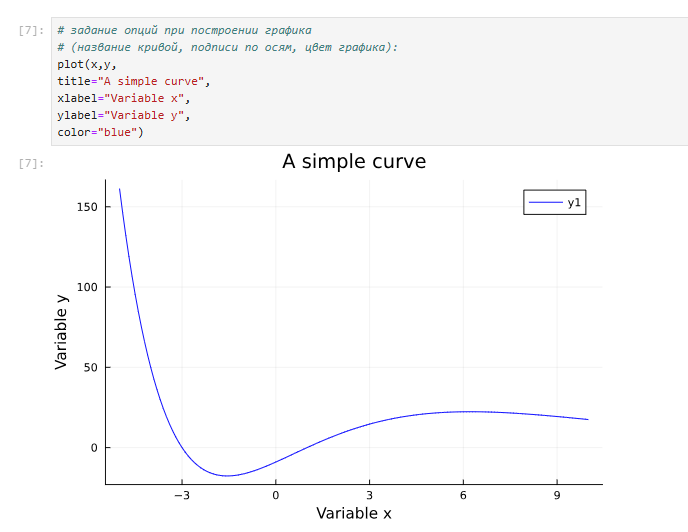 [7]:
# задание опций при построении графика
# (название кривой, подписи по осям, цвет графика):
plot(x,y,
title="A simple curve",
xlabel="Variable x",
ylabel="Variable y",
color="blue")
[7]:
A simple curve
y1
Variable y
150
100
50
0
−3 0 3 6 9
Variable x